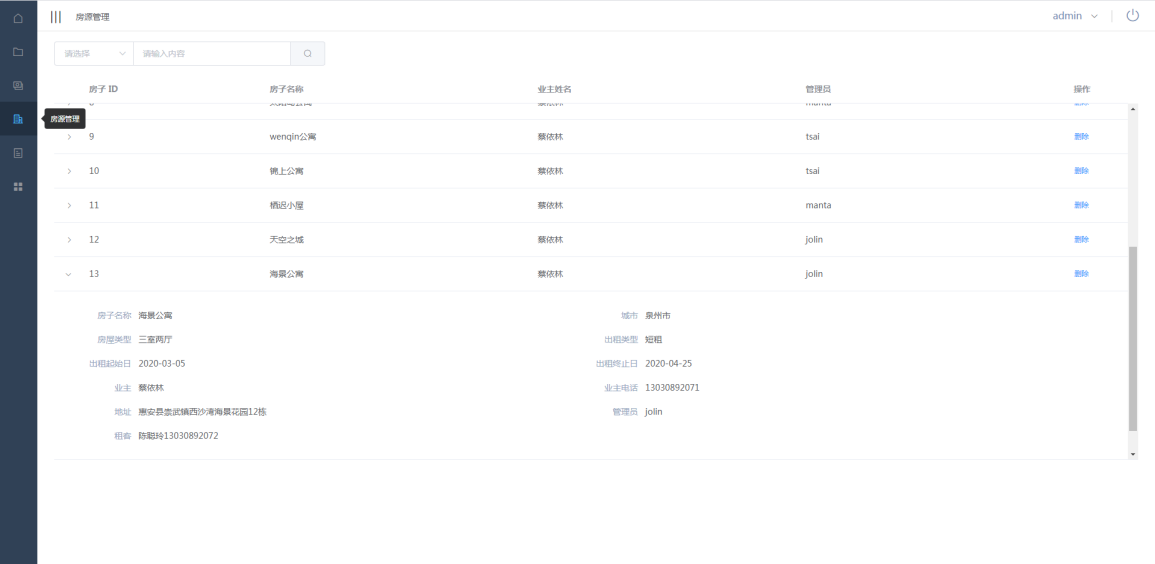 房源管理
admin
请选择 请输入内容
房子 ID 房子名称 业主姓名 管理员 操作
房源管理
9 wenqin公寓 蔡依林 tsai 删除
10 锦上公寓 蔡依林 tsai 删除
11 栖迟小屋 蔡依林 manta 删除
12 天空之城 蔡依林 jolin 删除
13 海景公寓 蔡依林 jolin 删除
房子名称 海景公寓 城市 泉州市
房屋类型 三室两厅 出租类型 短租
出租起始日 2020-03-05 出租终止日 2020-04-25
业主 蔡依林 业主电话 13030892071
地址 惠安县崇武镇西沙湾海景花园12栋 管理员 jolin
租客 陈聪玲13030892072